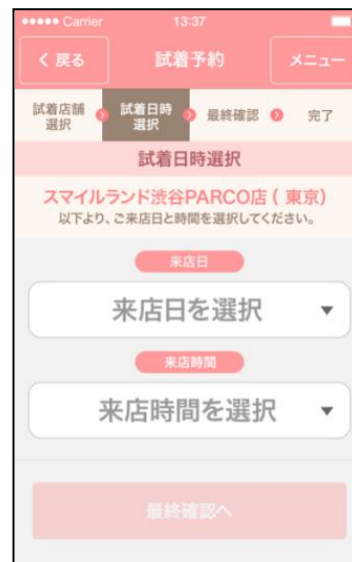 ●●●●● Carrier 13:37
< 戻る 試着予約 メニュー
試着店舗
選択
試着日時
選択
最終確認
完了
試着日時選択
スマイルランド渋谷PARCO店 ( 東京)
以下より、ご来店日と時間を選択してください。
来店日
来店日を選択 ▼
来店時間
来店時間を選択 ▼
最終確認へ